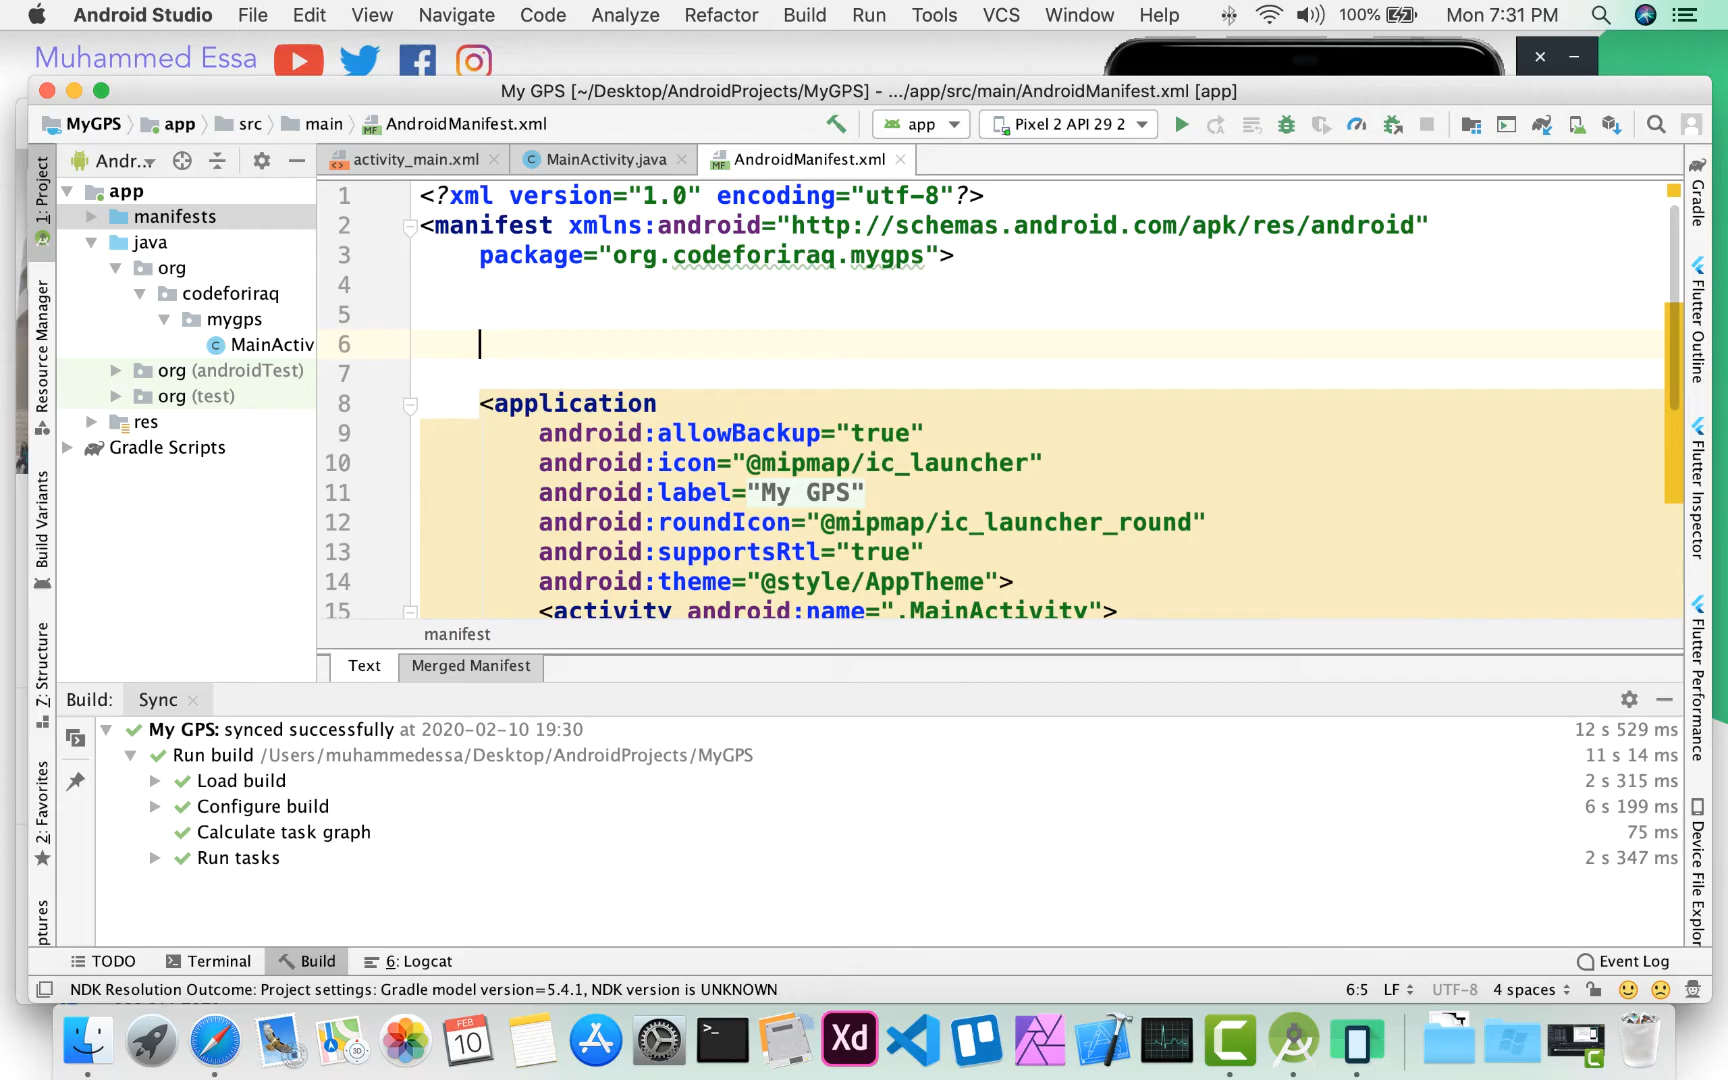 Android Studio File Edit View Navigate Code Analyze Refactor Build Run Tools VCS Window Help 100% Mon 7:31 PM
Muhammed Essa
My GPS [~/Desktop/AndroidProjects/MyGPS] - .../app/src/main/AndroidManifest.xml [app]
MyGPS app src main AndroidManifest.xml app Pixel 2 API 29 2
1: Project
Resource Manager
Build Variants
Z: Structure
2: Favorites
ptures
Andr...
app
manifests
java
org
codeforiraq
mygps
MainActiv
org (androidTest)
org (test)
res
Gradle Scripts
activity_main.xml MainActivity.java AndroidManifest.xml
1 <?xml version="1.0" encoding="utf-8"?>
2 <manifest xmlns:android="http://schemas.android.com/apk/res/android"
3 package="org.codeforiraq.mygps">
4
5
6
7
8 <application
9 android:allowBackup="true"
10 android:icon="@mipmap/ic_launcher"
11 android:label="My GPS"
12 android:roundIcon="@mipmap/ic_launcher_round"
13 android:supportsRtl="true"
14 android:theme="@style/AppTheme">
15 <activity android:name=".MainActivity">
manifest
Text Merged Manifest
Gradle
Flutter Outline
Flutter Inspector
Flutter Performance
Device File Explor
Build: Sync
My GPS: synced successfully at 2020-02-10 19:30 12 s 529 ms
Run build /Users/muhammedessa/Desktop/AndroidProjects/MyGPS 11 s 14 ms
Load build 2 s 315 ms
Configure build 6 s 199 ms
Calculate task graph 75 ms
Run tasks 2 s 347 ms
TODO Terminal Build 6: Logcat Event Log
NDK Resolution Outcome: Project settings: Gradle model version=5.4.1, NDK version is UNKNOWN 6:5 LF UTF-8 4 spaces
FEB
10
3D
Xd